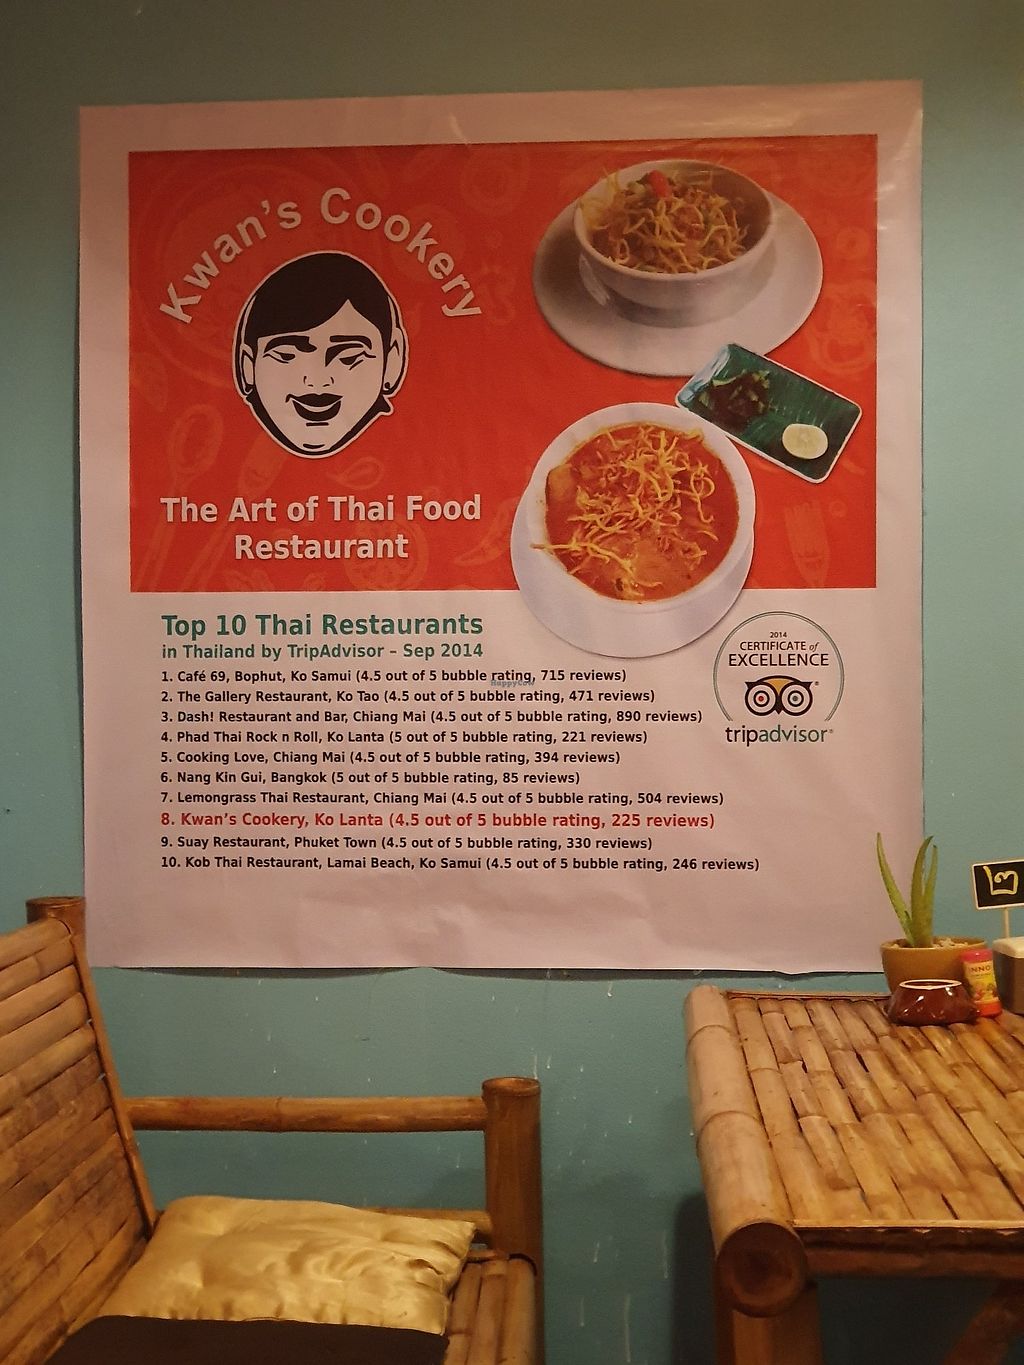 Kwan's Cookery
The Art of Thai Food
Restaurant
Top 10 Thai Restaurants
in Thailand by TripAdvisor – Sep 2014
1. Café 69, Bophut, Ko Samui (4.5 out of 5 bubble rating, 715 reviews)
2. The Gallery Restaurant, Ko Tao (4.5 out of 5 bubble rating, 471 reviews)
3. Dash! Restaurant and Bar, Chiang Mai (4.5 out of 5 bubble rating, 890 reviews)
4. Phad Thai Rock n Roll, Ko Lanta (5 out of 5 bubble rating, 221 reviews)
5. Cooking Love, Chiang Mai (4.5 out of 5 bubble rating, 394 reviews)
6. Nang Kin Gui, Bangkok (5 out of 5 bubble rating, 85 reviews)
7. Lemongrass Thai Restaurant, Chiang Mai (4.5 out of 5 bubble rating, 504 reviews)
8. Kwan's Cookery, Ko Lanta (4.5 out of 5 bubble rating, 225 reviews)
9. Suay Restaurant, Phuket Town (4.5 out of 5 bubble rating, 330 reviews)
10. Kob Thai Restaurant, Lamai Beach, Ko Samui (4.5 out of 5 bubble rating, 246 reviews)
2014
CERTIFICATE of
EXCELLENCE
tripadvisor®
HappyCow